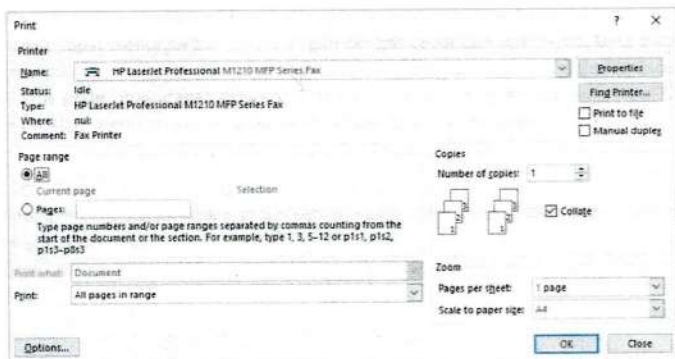 Print
? X
Printer
Name: HP LaserJet Professional M1210 MFP Series Fax
Properties
Status: Idle
Find Printer...
Type: HP LaserJet Professional M1210 MFP Series Fax
Print to file
Where: nul:
Manual duplex
Comment: Fax Printer
Page range
All
Current page
Selection
Pages:
Type page numbers and/or page ranges separated by commas counting from the
start of the document or the section. For example, type 1, 3, 5–12 or p1s1, p1s2,
p1s3–p8s3
Copies
Number of copies: 1
Collate
Print what: Document
Print: All pages in range
Zoom
Pages per sheet: 1 page
Scale to paper size: A4
Options...
OK
Close